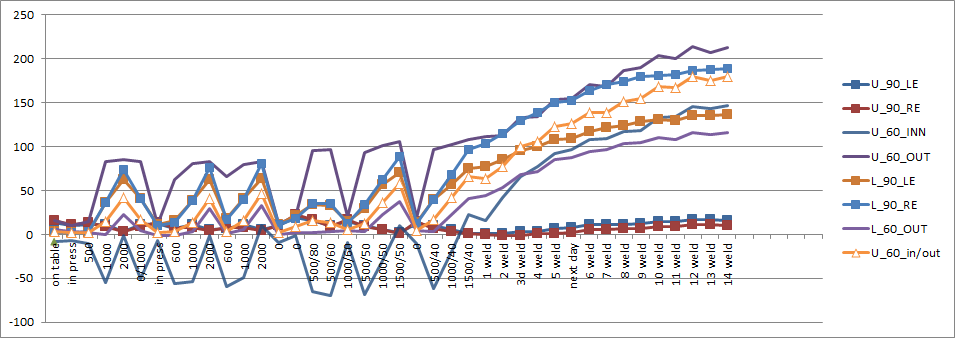 250
200
150
100
50
0
-50
-100
on table
in press
500
1000
2000
0/1000
in press
600
1000
2000
600
1000
2000
0
0
500/80
500/60
1000/60
500/50
1000/50
1500/50
0
500/40
1000/40
1500/40
1 weld
2 weld
3d weld
4 weld
5 weld
next day
6 weld
7 weld
8 weld
9 weld
10 weld
11 weld
12 weld
13 weld
14 weld
U_90_LE
U_90_RE
U_60_INN
U_60_OUT
L_90_LE
L_90_RE
L_60_OUT
U_60_in/out